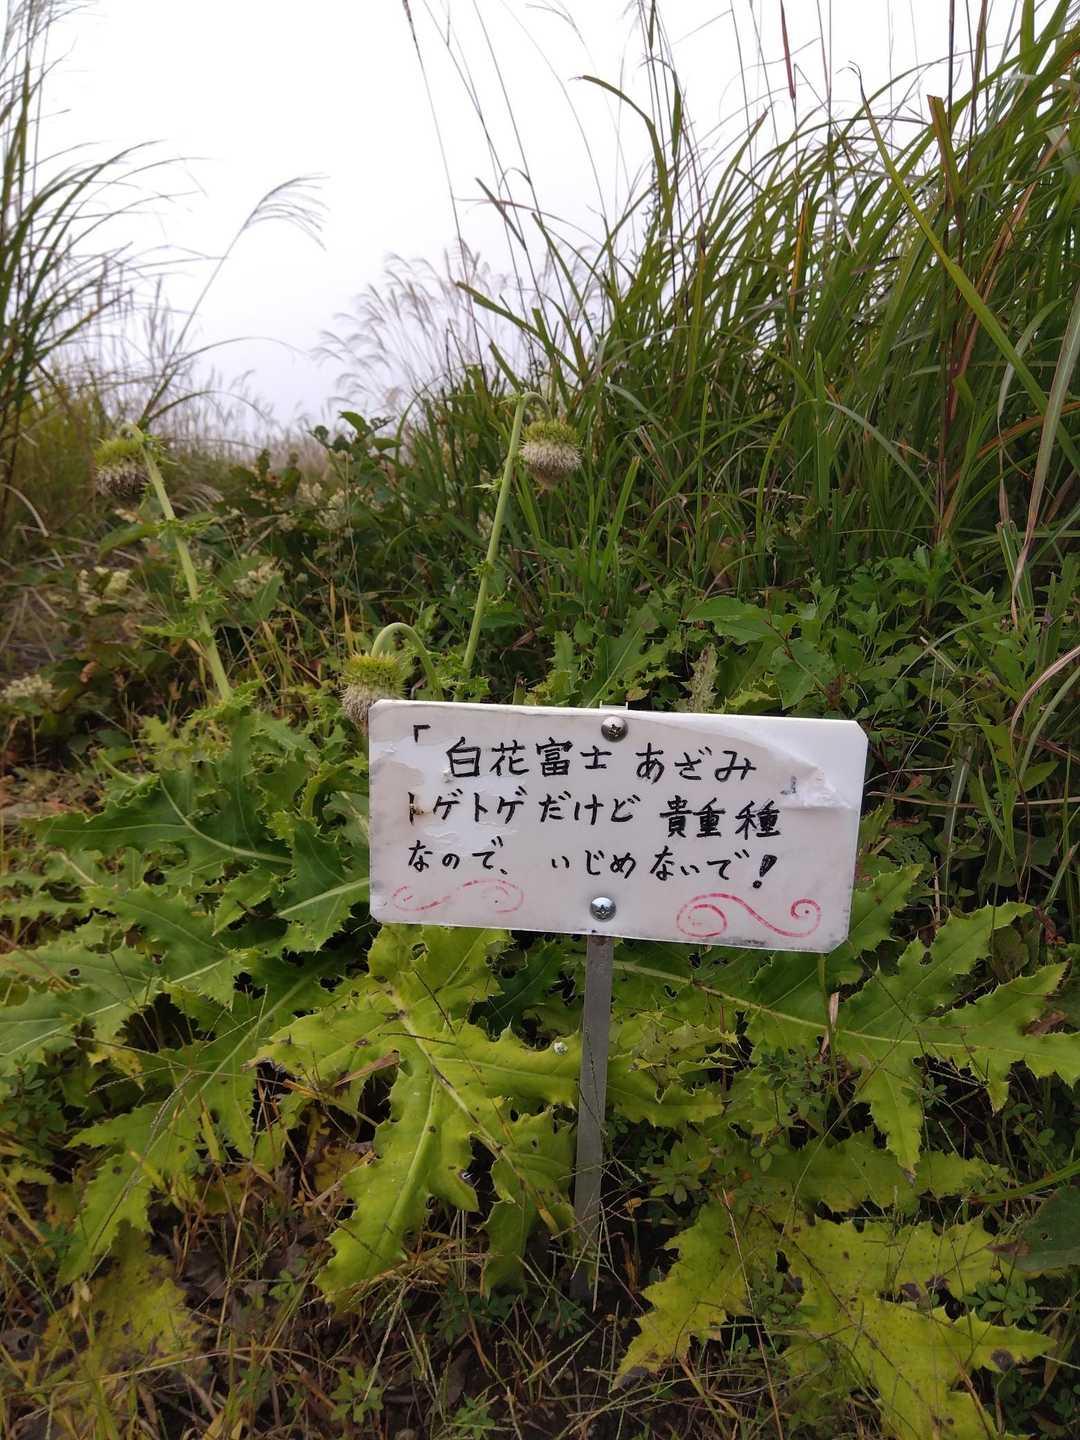 「白花富士あざみ」
トゲトゲだけど 貴重種
なので、いじめないで!